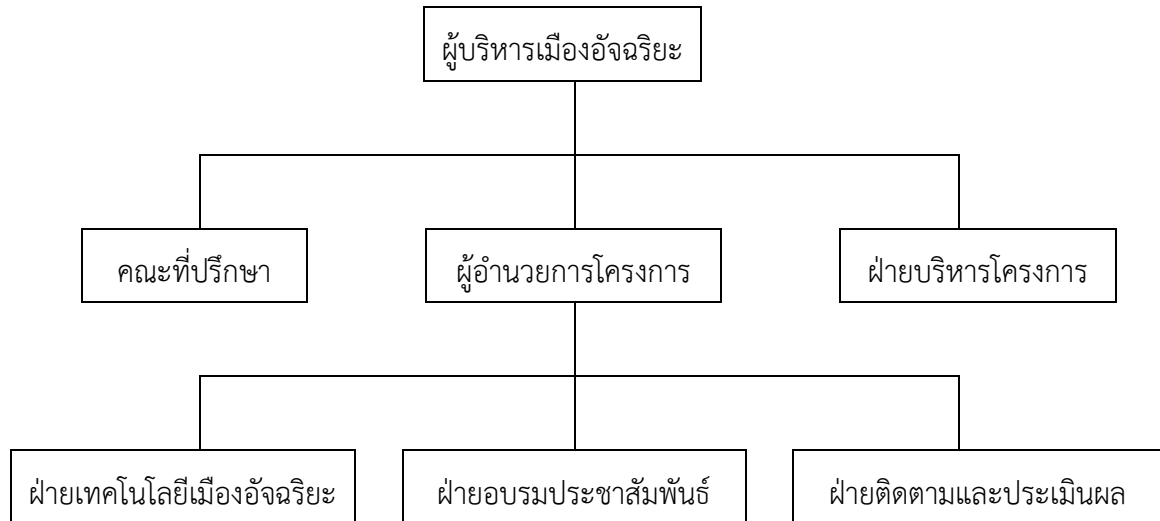 ผู้บริหารเมืองอัจฉริยะ
คณะที่ปรึกษา
ผู้อำนวยการโครงการ
ฝ่ายบริหารโครงการ
ฝ่ายเทคโนโลยีเมืองอัจฉริยะ
ฝ่ายอบรมประชาสัมพันธ์
ฝ่ายติดตามและประเมินผล